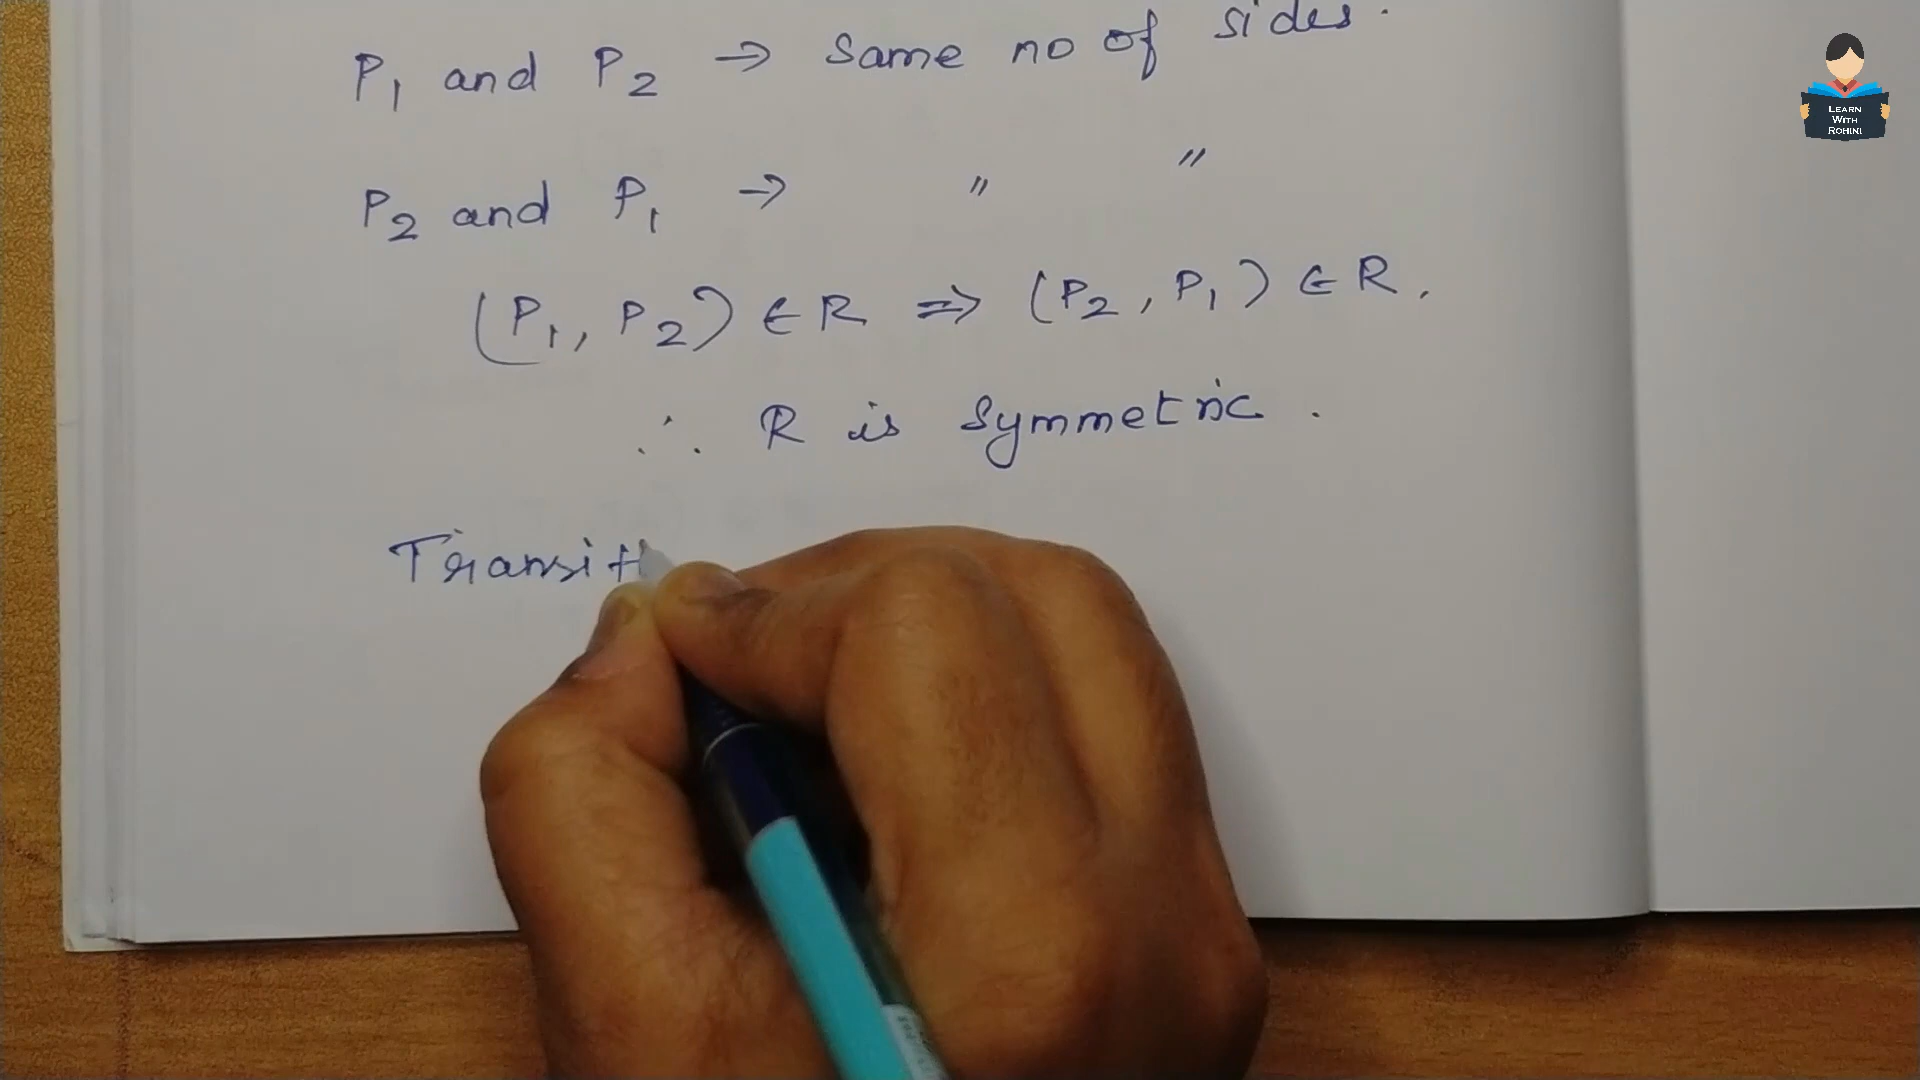 P1 and P2 → Same no of sides.
P2 and P1 → " "
(P1, P2) ∈ R ⇒ (P2, P1) ∈ R.
∴ R is Symmetric.
Transiti
LEARN
WITH
ROHINI